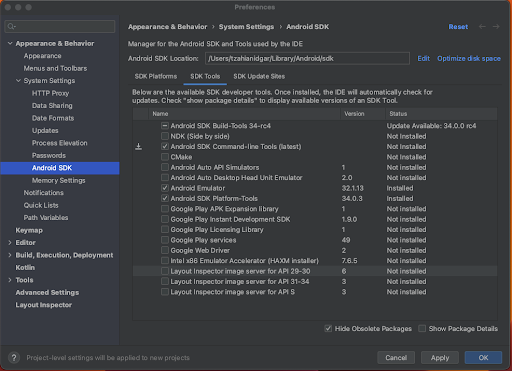 Preferences
Appearance & Behavior
Appearance
Menus and Toolbars
System Settings
HTTP Proxy
Data Sharing
Date Formats
Updates
Process Elevation
Passwords
Android SDK
Memory Settings
Notifications
Quick Lists
Path Variables
Keymap
Editor
Build, Execution, Deployment
Kotlin
Tools
Advanced Settings
Layout Inspector
Appearance & Behavior › System Settings › Android SDK Reset
Manager for the Android SDK and Tools used by the IDE
Android SDK Location: /Users/tzahianidgar/Library/Android/sdk Edit Optimize disk space
SDK Platforms SDK Tools SDK Update Sites
Below are the available SDK developer tools. Once installed, the IDE will automatically check for
updates. Check "show package details" to display available versions of an SDK Tool.
Name Version Status
Android SDK Build-Tools 34-rc4 Update Available: 34.0.0 rc4
NDK (Side by side) Not Installed
Android SDK Command-line Tools (latest) Not Installed
CMake Not Installed
Android Auto API Simulators 1 Not installed
Android Auto Desktop Head Unit Emulator 2.0 Not installed
Android Emulator 32.1.13 Installed
Android SDK Platform-Tools 34.0.3 Installed
Google Play APK Expansion library 1 Not installed
Google Play Instant Development SDK 1.9.0 Not installed
Google Play Licensing Library 1 Not installed
Google Play services 49 Not installed
Google Web Driver 2 Not installed
Intel x86 Emulator Accelerator (HAXM installer) 7.6.5 Not installed
Layout Inspector image server for API 29-30 6 Not installed
Layout Inspector image server for API 31-34 3 Not installed
Layout Inspector image server for API S 3 Not installed
Hide Obsolete Packages Show Package Details
? Project-level settings will be applied to new projects Cancel Apply OK